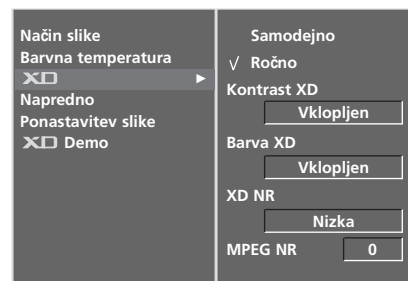 Način slike
Barvna temperatura
XD
Napredno
Ponastavitev slike
XD Demo
Samodejno
√ Ročno
Kontrast XD
Vklopljen
Barva XD
Vklopljen
XD NR
Nizka
MPEG NR 0